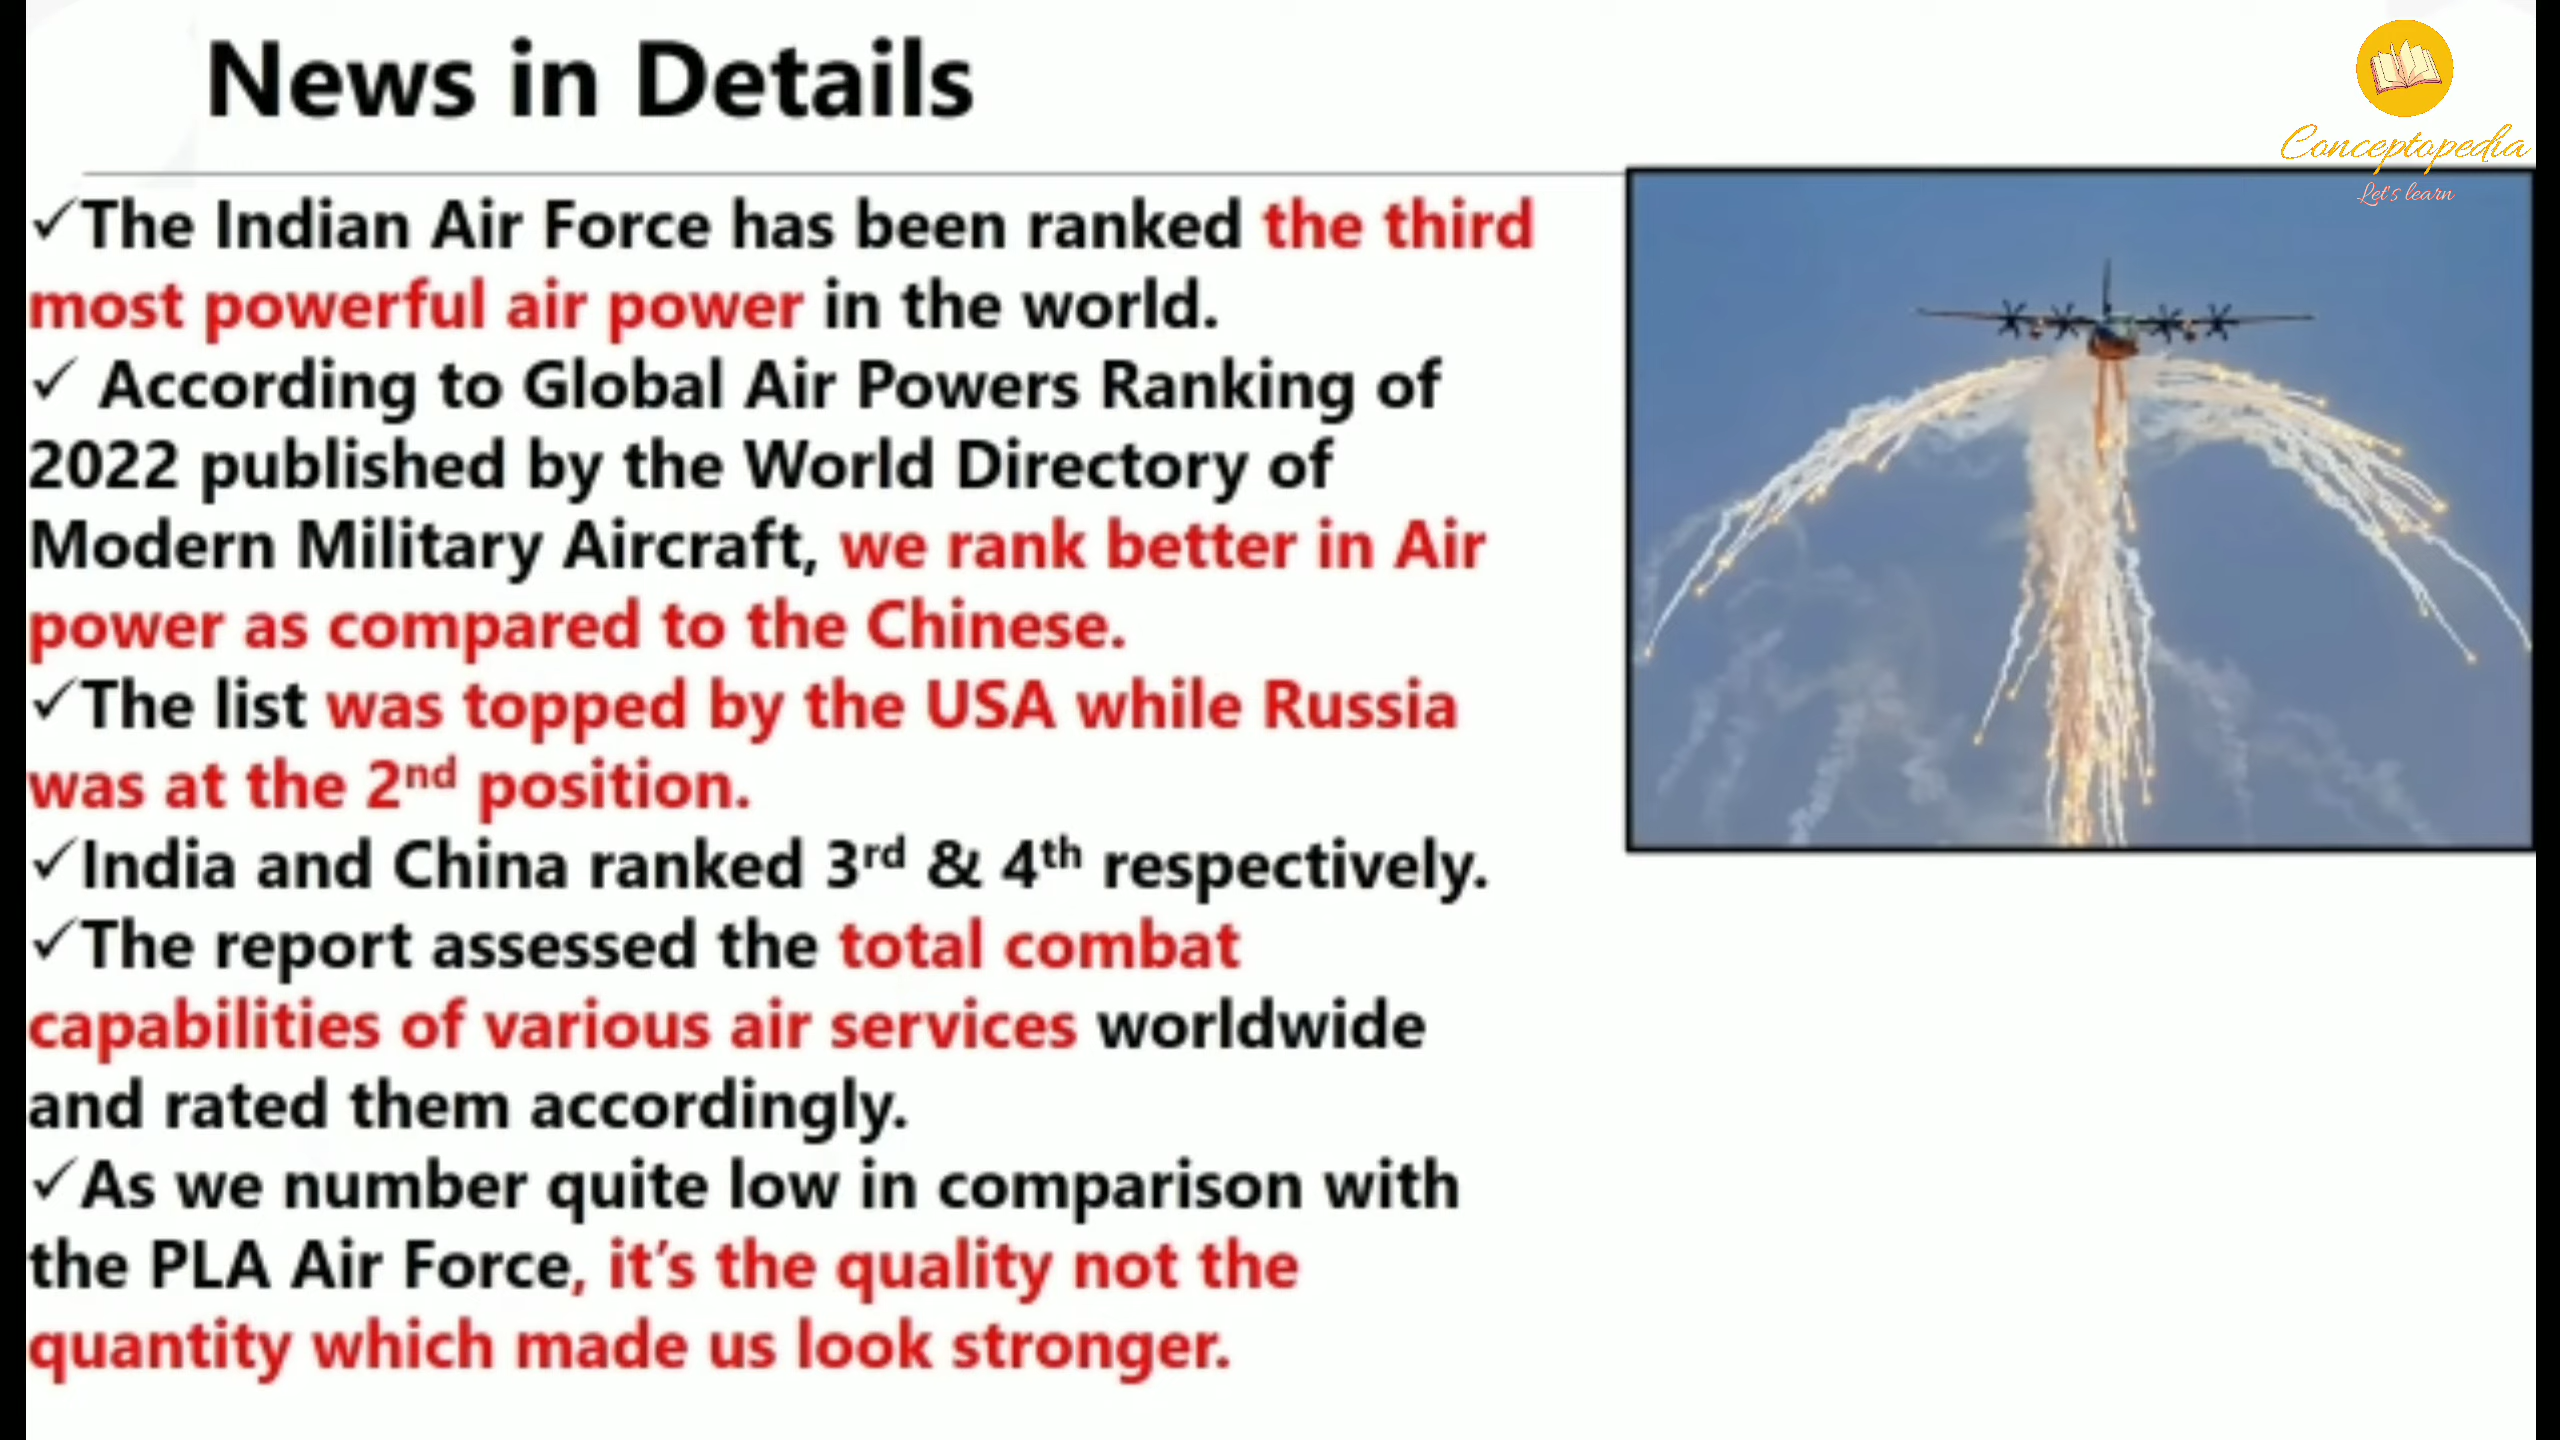 News in Details
Conceptopedia
Let's learn
✓The Indian Air Force has been ranked the third
most powerful air power in the world.
✓ According to Global Air Powers Ranking of
2022 published by the World Directory of
Modern Military Aircraft, we rank better in Air
power as compared to the Chinese.
✓The list was topped by the USA while Russia
was at the 2nd position.
✓India and China ranked 3rd & 4th respectively.
✓The report assessed the total combat
capabilities of various air services worldwide
and rated them accordingly.
✓As we number quite low in comparison with
the PLA Air Force, it’s the quality not the
quantity which made us look stronger.